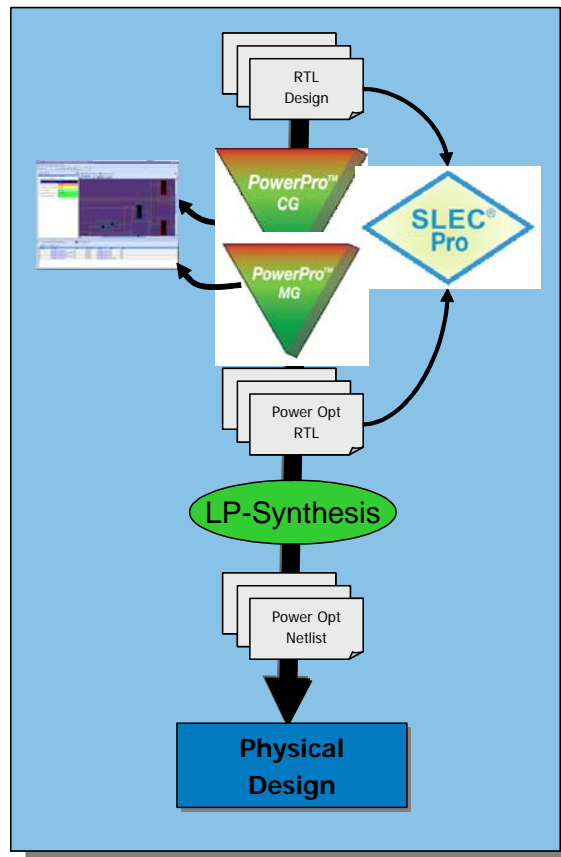 RTL
Design
PowerPro™
CG
SLEC®
Pro
PowerPro™
MG
Power Opt
RTL
LP-Synthesis
Power Opt
Netlist
Physical
Design